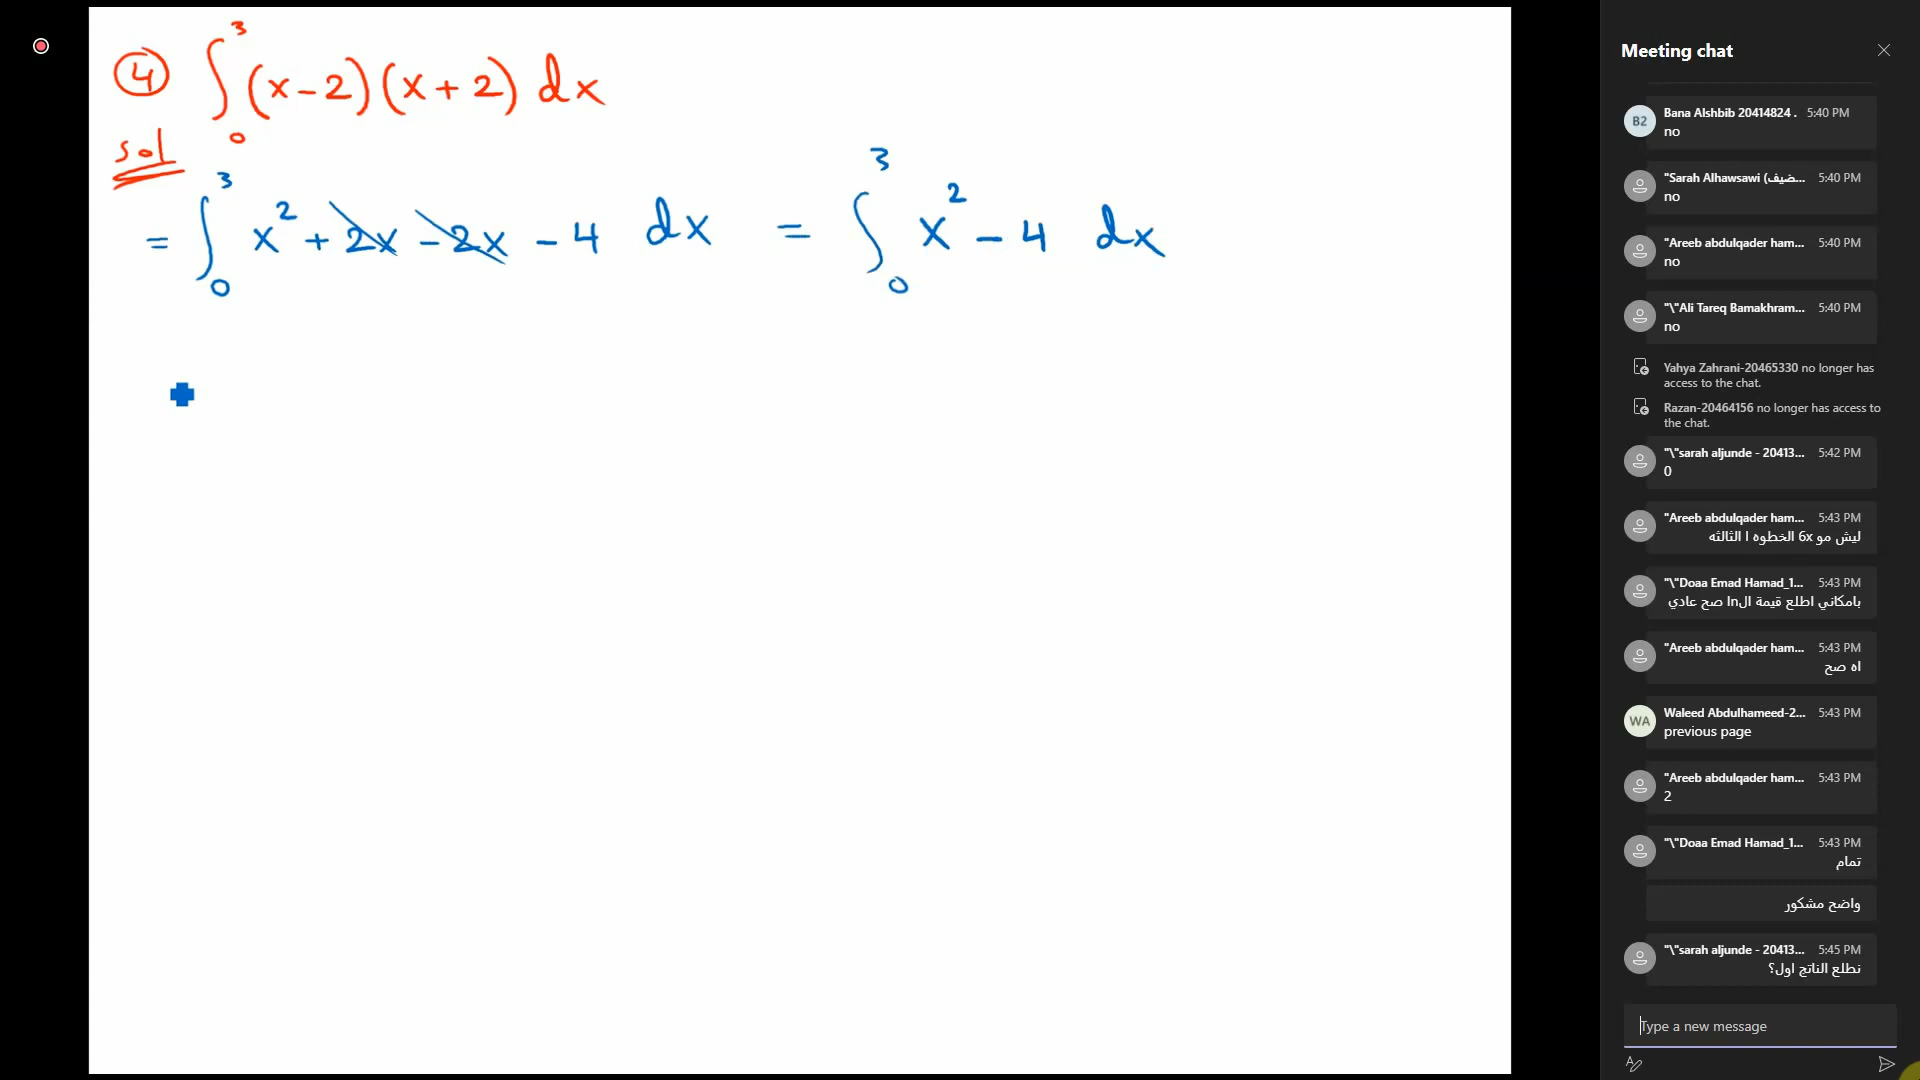 ④ ∫₀³ (x-2)(x+2) dx
Sol
= ∫₀³ x² + 2x - 2x - 4 dx = ∫₀³ x² - 4 dx
Meeting chat
B2
Bana Alshbib 20414824 . 5:40 PM
no
"Sarah Alhawsawi (ضيف... 5:40 PM
no
"Areeb abdulqader ham... 5:40 PM
no
"\"Ali Tareq Bamakhram... 5:40 PM
no
Yahya Zahrani-20465330 no longer has
access to the chat.
Razan-20464156 no longer has access to
the chat.
"\"sarah aljunde - 20413... 5:42 PM
0
"Areeb abdulqader ham... 5:43 PM
ليش مو 6x الخطوه ا الثالثه
"\"Doaa Emad Hamad_1... 5:43 PM
بامكاني اطلع قيمة الln صح عادي
"Areeb abdulqader ham... 5:43 PM
اه صح
WA
Waleed Abdulhameed-2... 5:43 PM
previous page
"Areeb abdulqader ham... 5:43 PM
2
"\"Doaa Emad Hamad_1... 5:43 PM
تمام
واضح مشكور
"\"sarah aljunde - 20413... 5:45 PM
نطلع الناتج اول؟
Type a new message